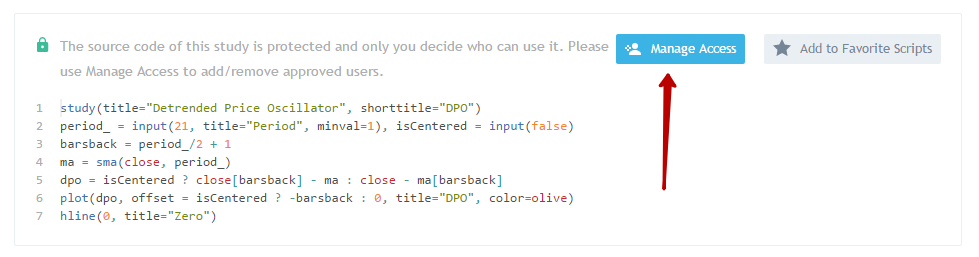 The source code of this study is protected and only you decide who can use it. Please
use Manage Access to add/remove approved users.
Manage Access
Add to Favorite Scripts
1 study(title="Detrended Price Oscillator", shorttitle="DPO")
2 period_ = input(21, title="Period", minval=1), isCentered = input(false)
3 barsback = period_/2 + 1
4 ma = sma(close, period_)
5 dpo = isCentered ? close[barsback] - ma : close - ma[barsback]
6 plot(dpo, offset = isCentered ? -barsback : 0, title="DPO", color=olive)
7 hline(0, title="Zero")